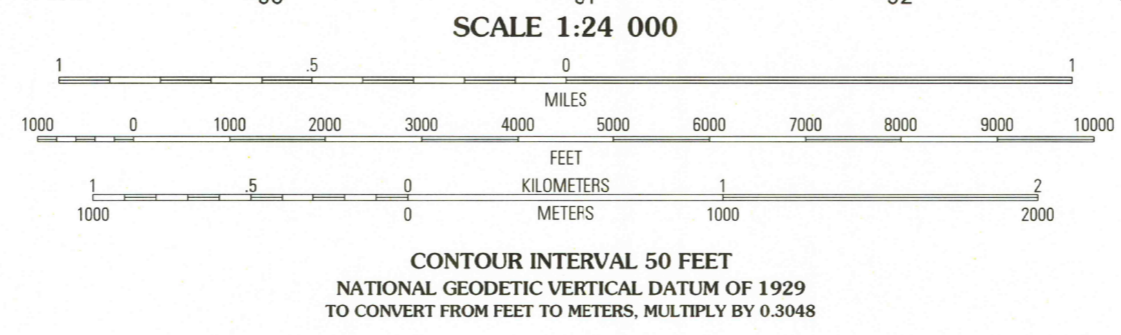 SCALE 1:24 000
1 .5 0 1
MILES
1000 0 1000 2000 3000 4000 5000 6000 7000 8000 9000 10000
FEET
1 .5 0 KILOMETERS 1 2
1000 0 METERS 1000 2000
CONTOUR INTERVAL 50 FEET
NATIONAL GEODETIC VERTICAL DATUM OF 1929
TO CONVERT FROM FEET TO METERS, MULTIPLY BY 0.3048